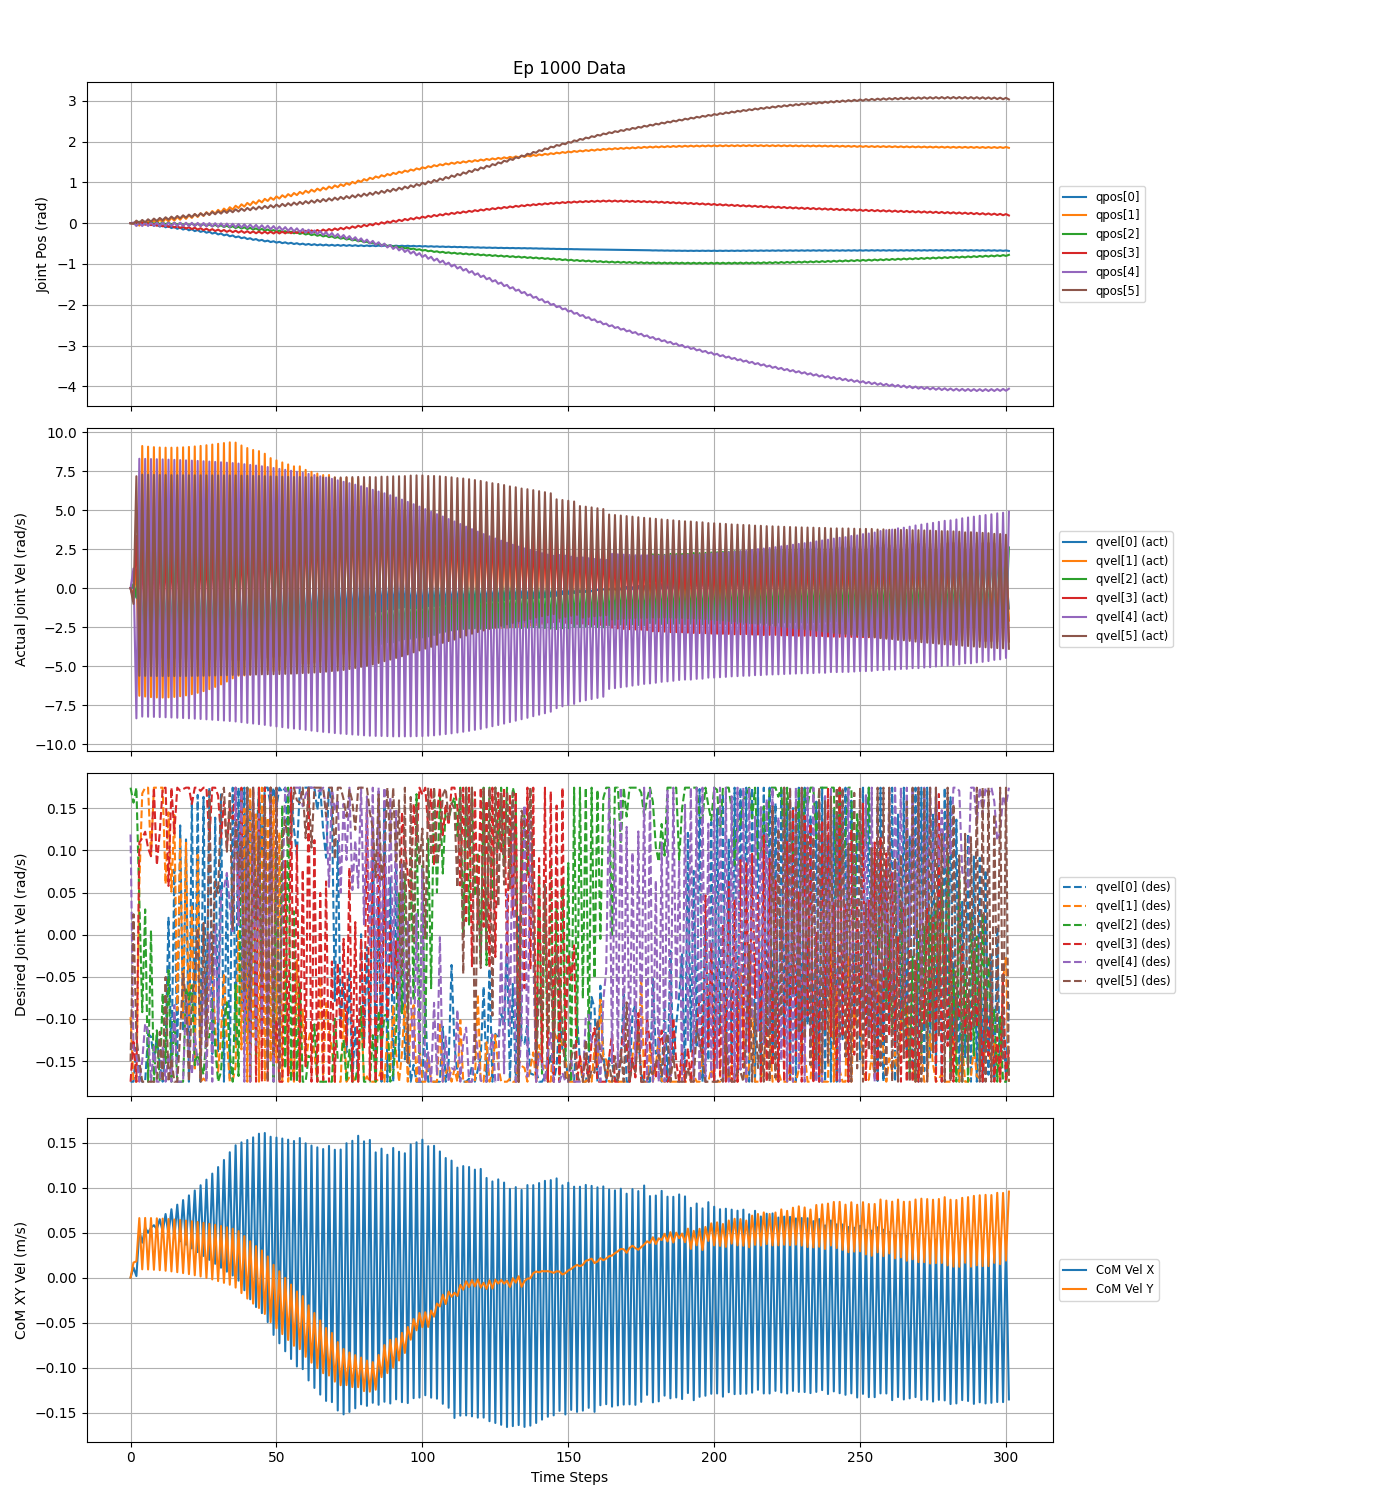 Ep 1000 Data
Joint Pos (rad)
3
2
1
0
−1
−2
−3
−4
qpos[0]
qpos[1]
qpos[2]
qpos[3]
qpos[4]
qpos[5]
Actual Joint Vel (rad/s)
10.0
7.5
5.0
2.5
0.0
−2.5
−5.0
−7.5
−10.0
qvel[0] (act)
qvel[1] (act)
qvel[2] (act)
qvel[3] (act)
qvel[4] (act)
qvel[5] (act)
Desired Joint Vel (rad/s)
0.15
0.10
0.05
0.00
−0.05
−0.10
−0.15
qvel[0] (des)
qvel[1] (des)
qvel[2] (des)
qvel[3] (des)
qvel[4] (des)
qvel[5] (des)
CoM XY Vel (m/s)
0.15
0.10
0.05
0.00
−0.05
−0.10
−0.15
CoM Vel X
CoM Vel Y
0 50 100 150 200 250 300
Time Steps